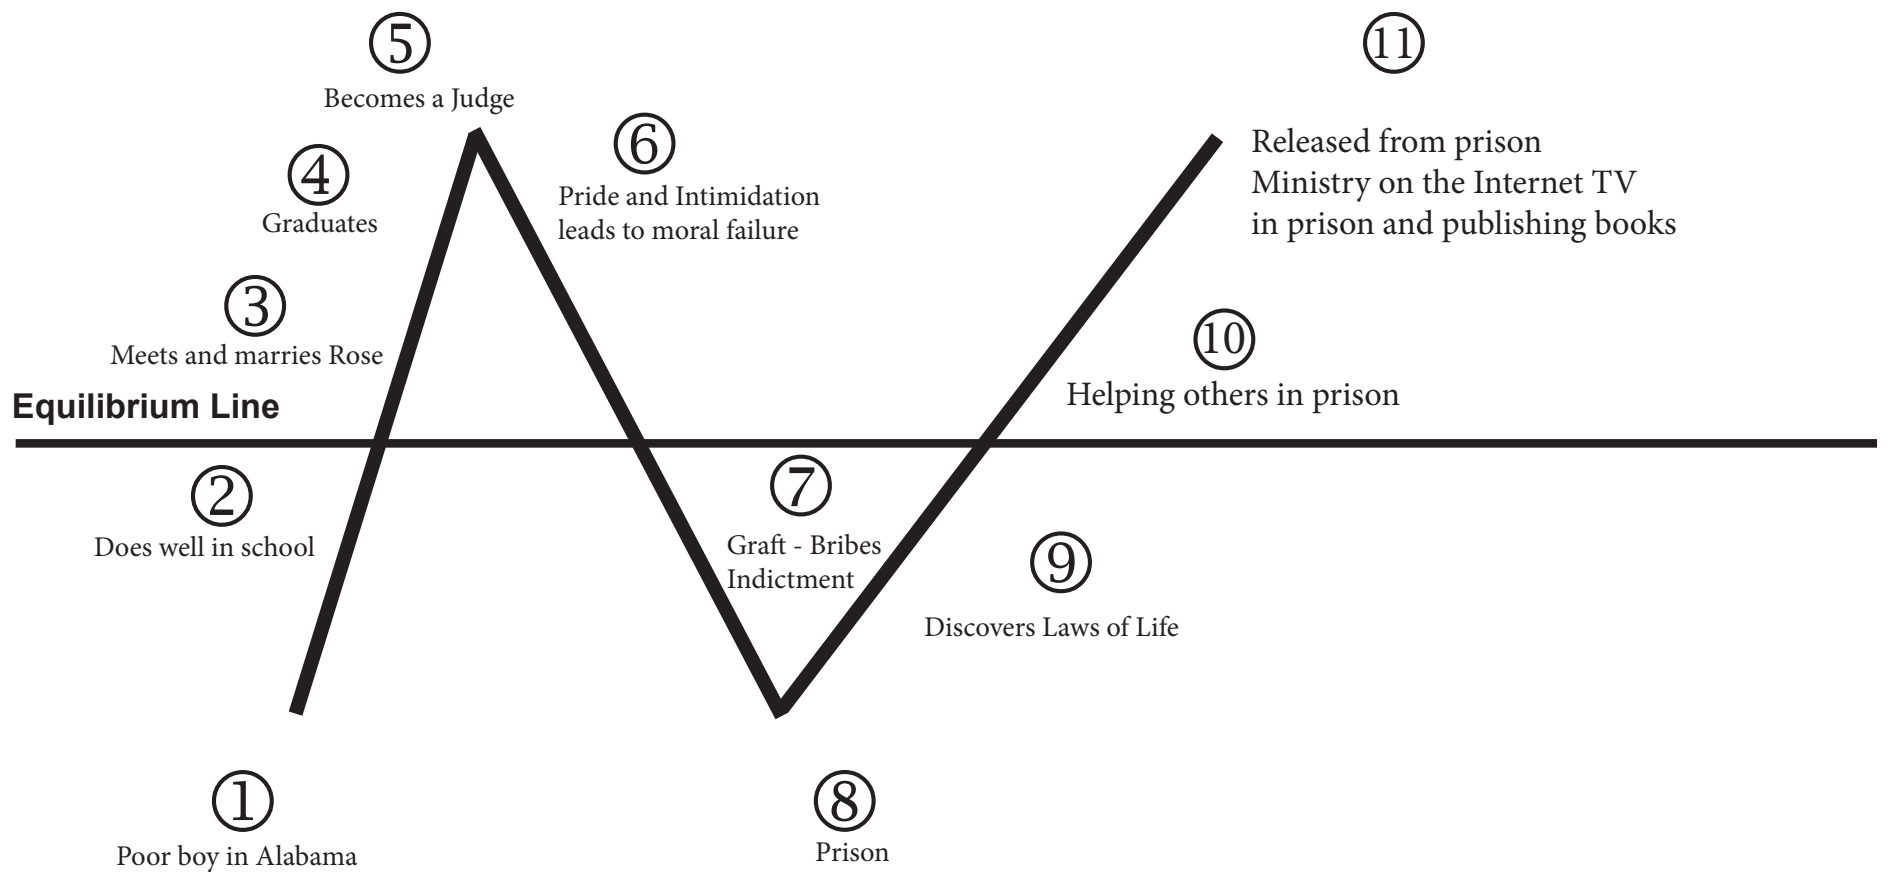 ⑤
Becomes a Judge
⑪
④
Graduates
⑥
Pride and Intimidation
leads to moral failure
Released from prison
Ministry on the Internet TV
in prison and publishing books
③
Meets and marries Rose
⑩
Helping others in prison
Equilibrium Line
②
Does well in school
⑦
Graft - Bribes
Indictment
⑨
Discovers Laws of Life
①
Poor boy in Alabama
⑧
Prison